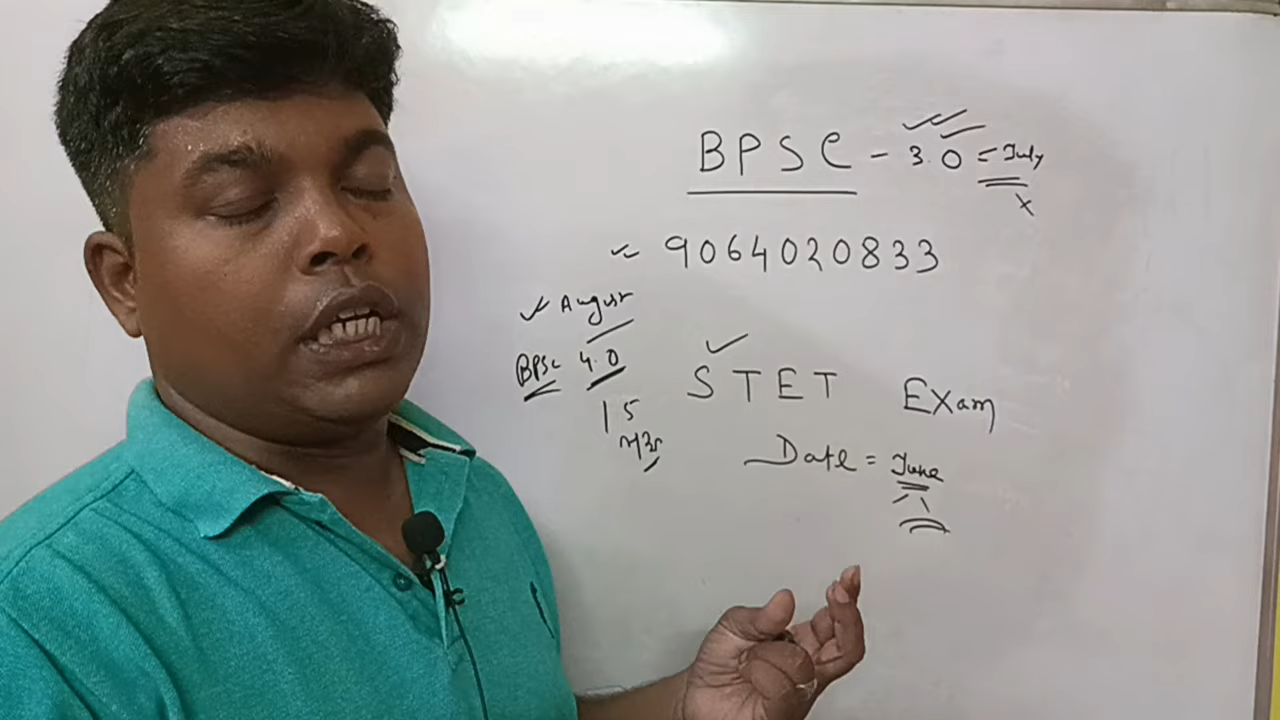 BPSC - 3.0 = July
x
9064020833
August
BPSC 4.0
15
STET Exam
Date = June